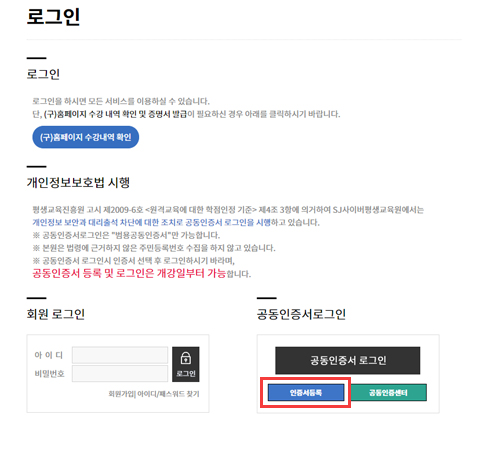 로그인
로그인
로그인을 하시면 모든 서비스를 이용하실 수 있습니다.
단, (구)홈페이지 수강 내역 확인 및 증명서 발급이 필요하신 경우 아래를 클릭하시기 바랍니다.
(구)홈페이지 수강내역 확인
개인정보보호법 시행
평생교육진흥원 고시 제2009-6호 <원격교육에 대한 학점인정 기준> 제4조 3항에 의거하여 SJ사이버평생교육원에서는
개인정보 보안과 대리출석 차단에 대한 조치로 공동인증서 로그인을 시행하고 있습니다.
※ 공동인증서로그인은 "범용공동인증서"만 가능합니다.
※ 본원은 법령에 근거하지 않은 주민등록번호 수집을 하지 않고 있습니다.
※ 공동인증서 로그인시 인증서 선택 후 로그인하시기 바라며,
공동인증서 등록 및 로그인은 개강일부터 가능합니다.
회원 로그인
아 이 디
비밀번호
로그인
회원가입| 아이디/패스워드 찾기
공동인증서로그인
공동인증서 로그인
인증서등록
공동인증센터